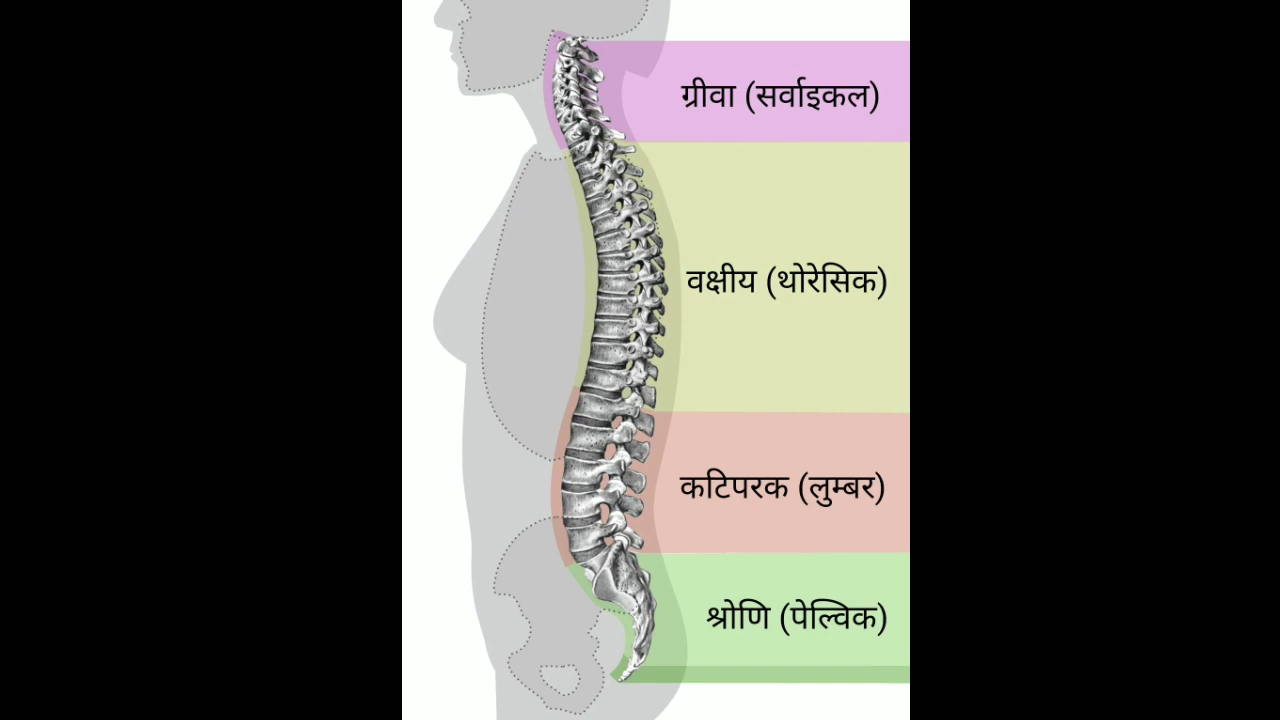 ग्रीवा (सर्वाइकल)
वक्षीय (थोरेसिक)
कटिपरक (लुम्बर)
श्रोणि (पेल्विक)